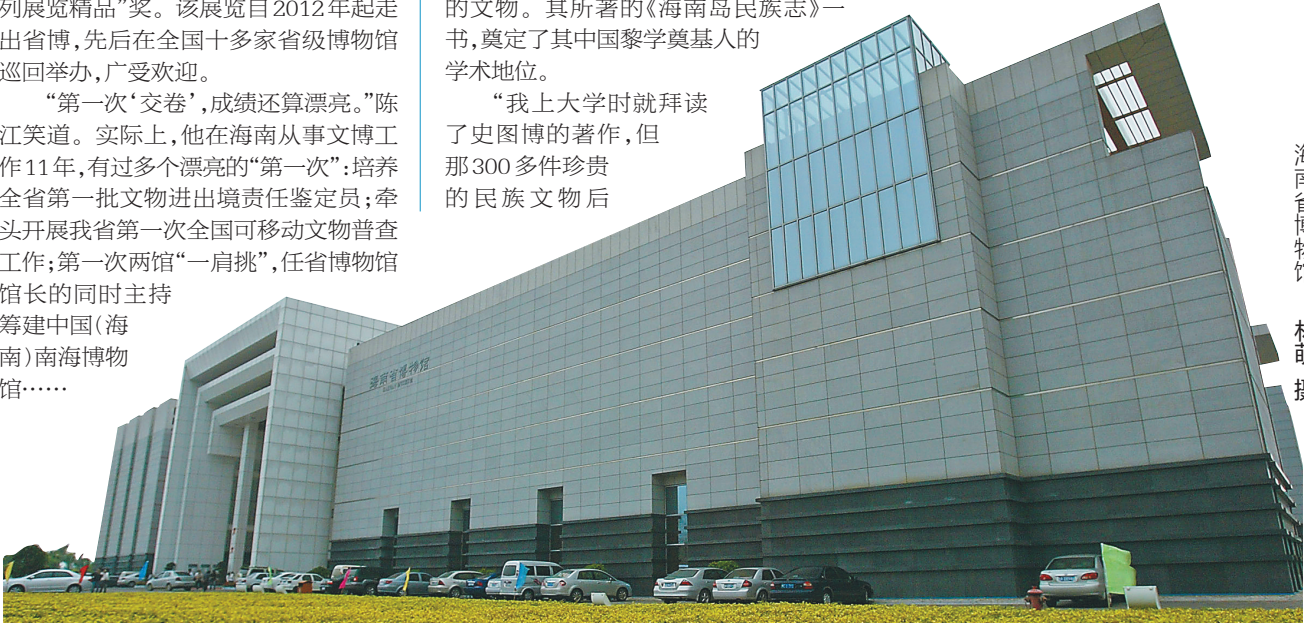 列展览精品”奖。该展览自2012年起走
出省博,先后在全国十多家省级博物馆
巡回举办,广受欢迎。
“第一次‘交卷’,成绩还算漂亮。”陈
江笑道。实际上,他在海南从事文博工
作11年,有过多个漂亮的“第一次”:培养
全省第一批文物进出境责任鉴定员;牵
头开展我省第一次全国可移动文物普查
工作;第一次两馆“一肩挑”,任省博物馆
馆长的同时主持
筹建中国(海
南)南海博物
馆……
的文物。其所著的《海南岛民族志》一
书,奠定了其中国黎学奠基人的
学术地位。
“我上大学时就拜读
了史图博的著作,但
那300多件珍贵
的民族文物后
海南省博物馆
海南省博物馆